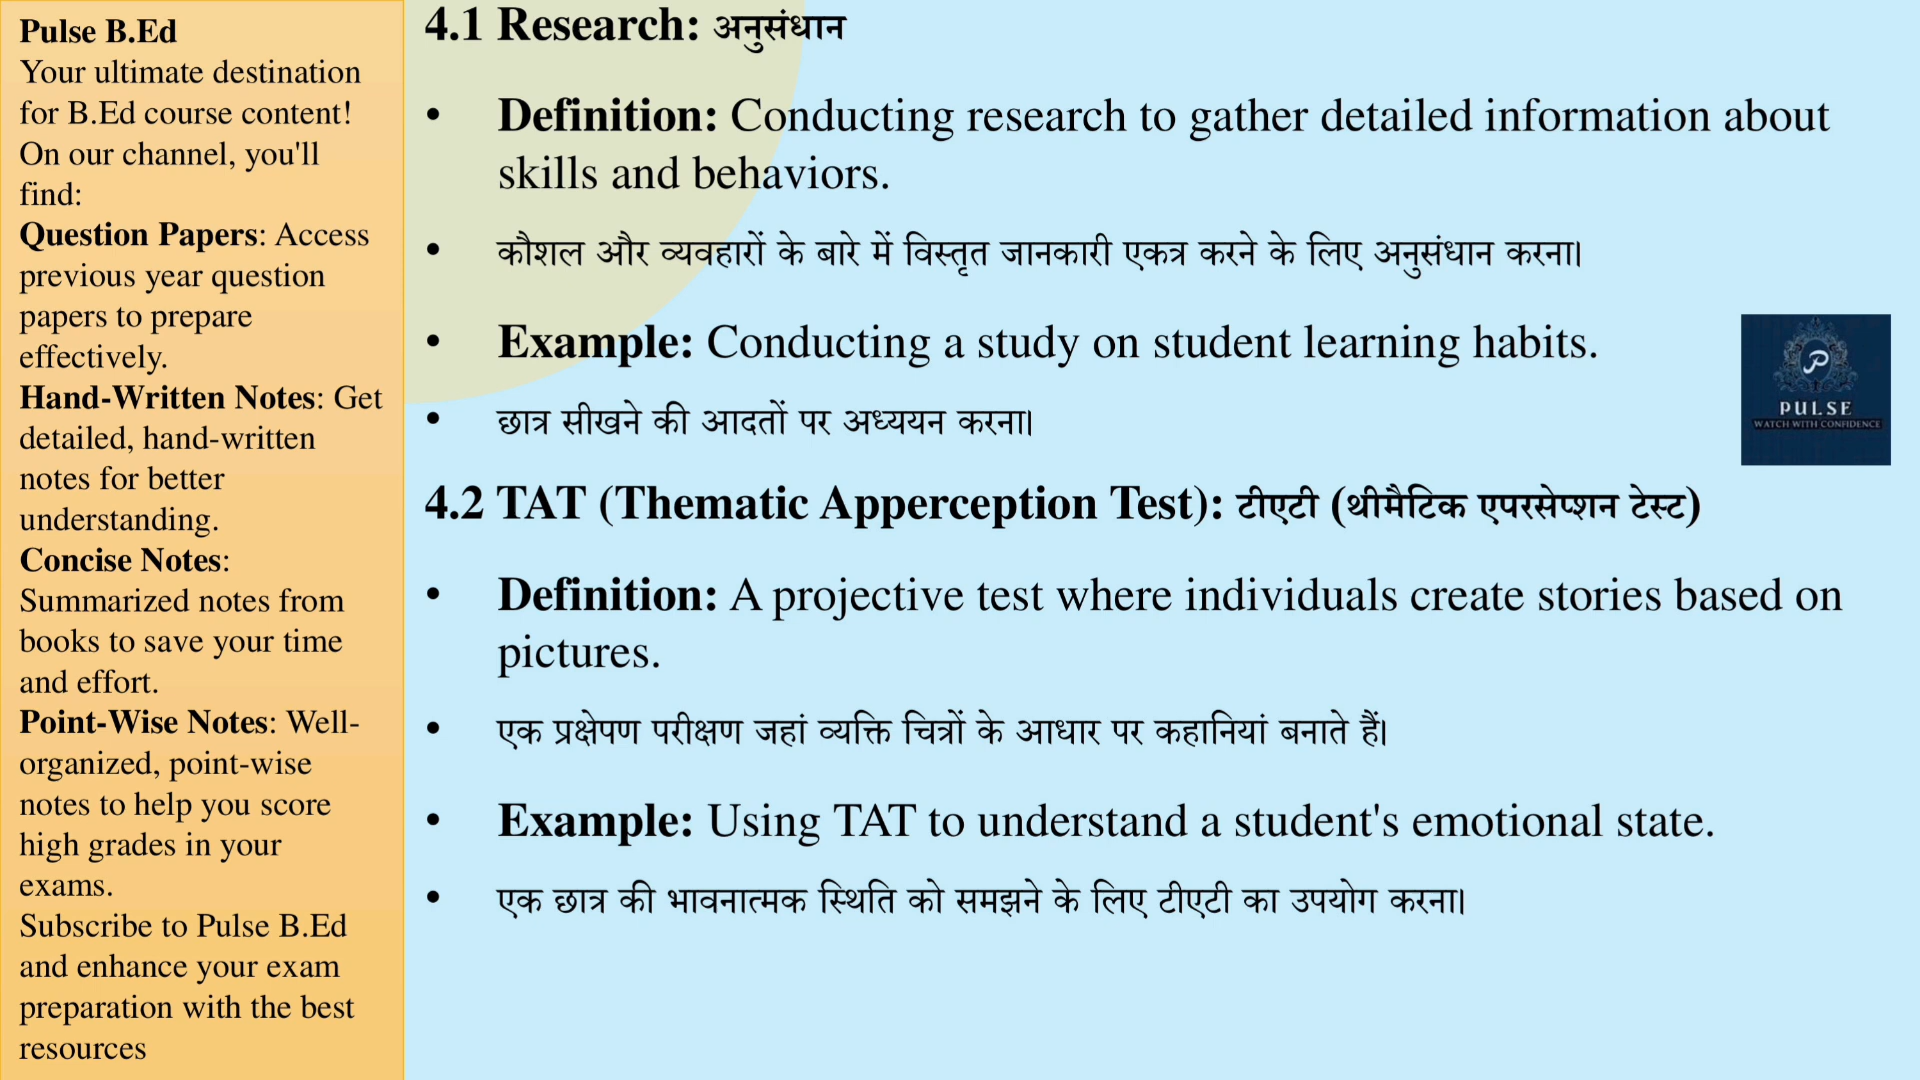 Pulse B.Ed
Your ultimate destination
for B.Ed course content!
On our channel, you'll
find:
Question Papers: Access
previous year question
papers to prepare
effectively.
Hand-Written Notes: Get
detailed, hand-written
notes for better
understanding.
Concise Notes:
Summarized notes from
books to save your time
and effort.
Point-Wise Notes: Well-
organized, point-wise
notes to help you score
high grades in your
exams.
Subscribe to Pulse B.Ed
and enhance your exam
preparation with the best
resources
4.1 Research: अनुसंधान
• Definition: Conducting research to gather detailed information about
skills and behaviors.
• कौशल और व्यवहारों के बारे में विस्तृत जानकारी एकत्र करने के लिए अनुसंधान करना।
• Example: Conducting a study on student learning habits.
• छात्र सीखने की आदतों पर अध्ययन करना।
4.2 TAT (Thematic Apperception Test): टीएटी (थीमैटिक एपरसेप्शन टेस्ट)
• Definition: A projective test where individuals create stories based on
pictures.
• एक प्रक्षेपण परीक्षण जहां व्यक्ति चित्रों के आधार पर कहानियां बनाते हैं।
• Example: Using TAT to understand a student's emotional state.
• एक छात्र की भावनात्मक स्थिति को समझने के लिए टीएटी का उपयोग करना।
P
PULSE
WATCH WITH CONFIDENCE